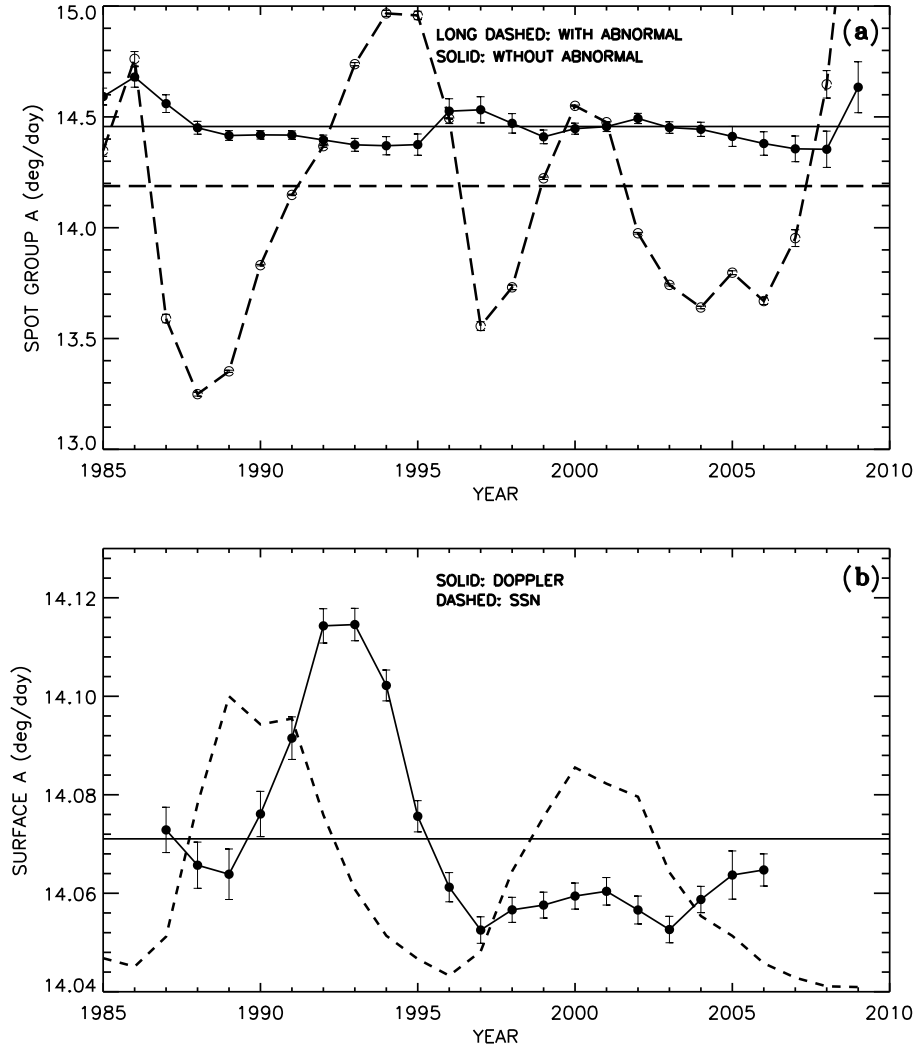 15.0
LONG DASHED: WITH ABNORMAL
SOLID: WTHOUT ABNORMAL
(a)
14.5
14.0
13.5
13.0
SPOT GROUP A (deg/day)
1985 1990 1995 2000 2005 2010
YEAR
SOLID: DOPPLER
DASHED: SSN
(b)
14.12
14.10
14.08
14.06
14.04
SURFACE A (deg/day)
1985 1990 1995 2000 2005 2010
YEAR